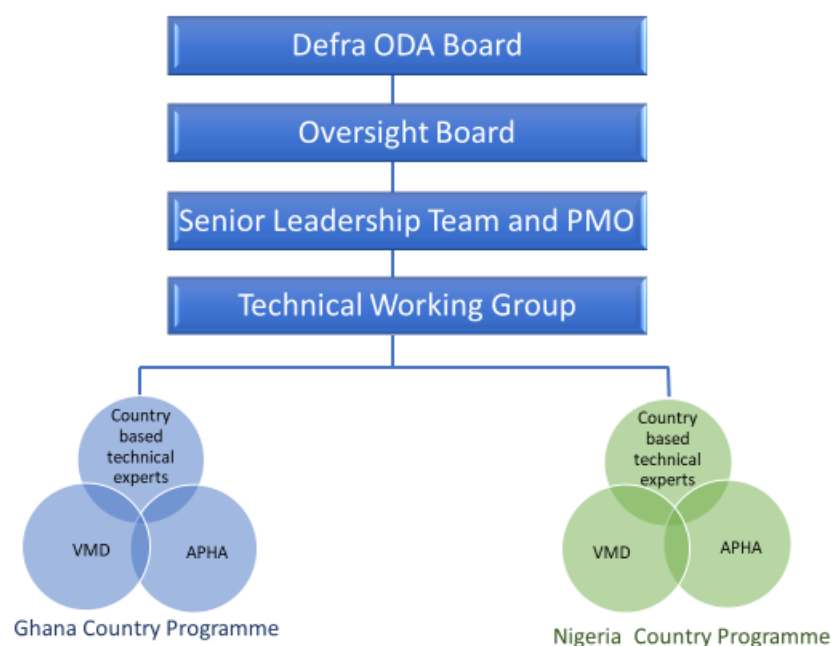 Defra ODA Board
Oversight Board
Senior Leadership Team and PMO
Technical Working Group
Country
based
technical
experts
VMD
APHA
Ghana Country Programme
Country
based
technical
experts
VMD
APHA
Nigeria Country Programme